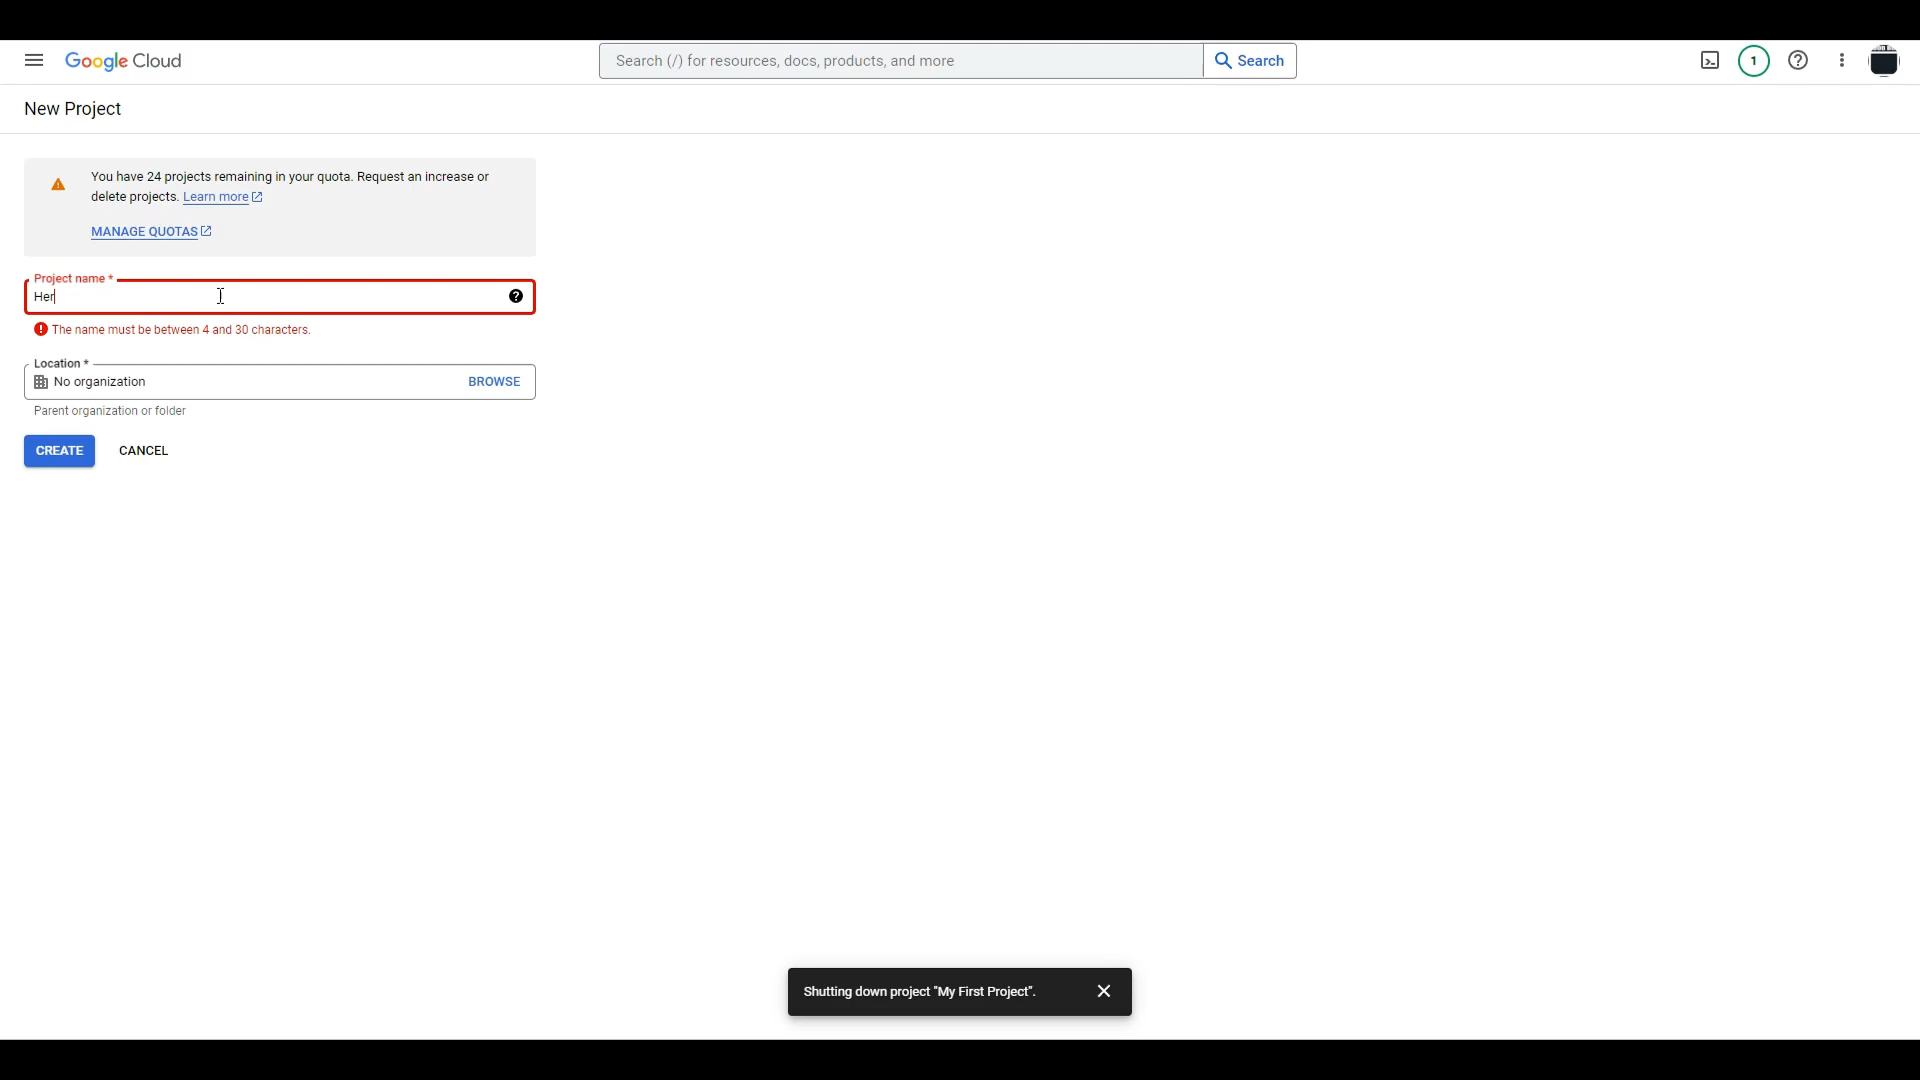 Google Cloud
Search (/) for resources, docs, products, and more
Search
1
New Project
You have 24 projects remaining in your quota. Request an increase or
delete projects. Learn more
MANAGE QUOTAS
Project name *
Her
The name must be between 4 and 30 characters.
Location *
No organization
BROWSE
Parent organization or folder
CREATE
CANCEL
Shutting down project "My First Project".